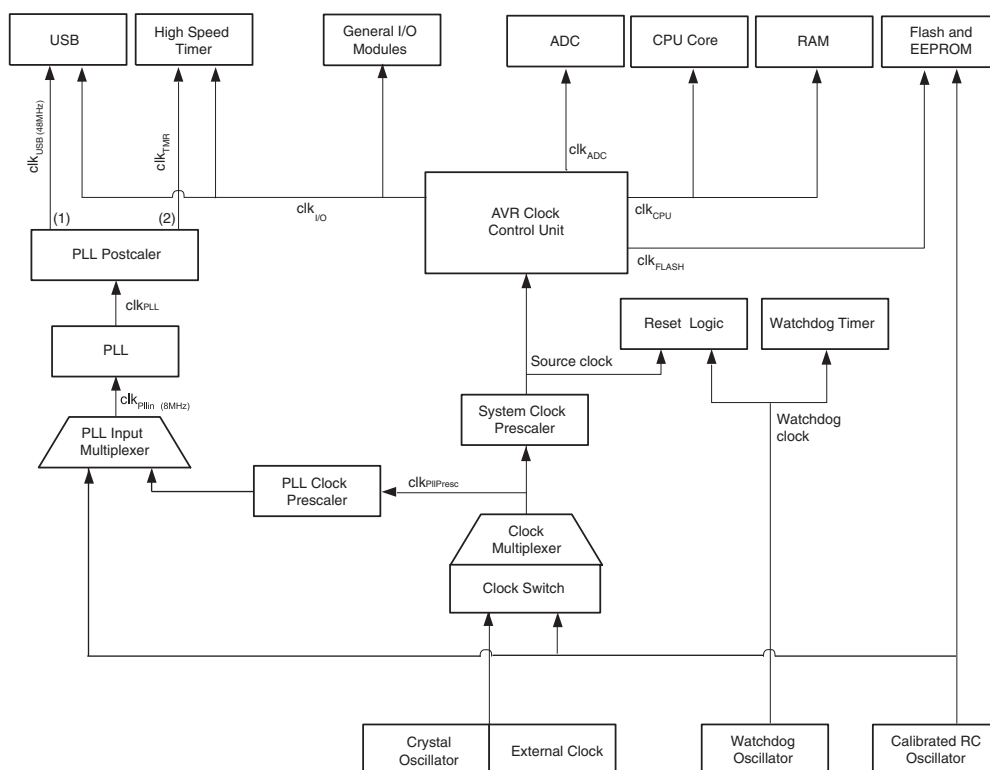 USB
High Speed
Timer
General I/O
Modules
ADC
CPU Core
RAM
Flash and
EEPROM
clkUSB (48MHz)
clkTMR
clkADC
(1)
(2)
clkI/O
AVR Clock
Control Unit
clkCPU
clkFLASH
PLL Postcaler
clkPLL
PLL
Reset Logic
Watchdog Timer
Source clock
clkPllin (8MHz)
PLL Input
Multiplexer
System Clock
Prescaler
Watchdog
clock
PLL Clock
Prescaler
clkPllPresc
Clock
Multiplexer
Clock Switch
Crystal
Oscillator
External Clock
Watchdog
Oscillator
Calibrated RC
Oscillator